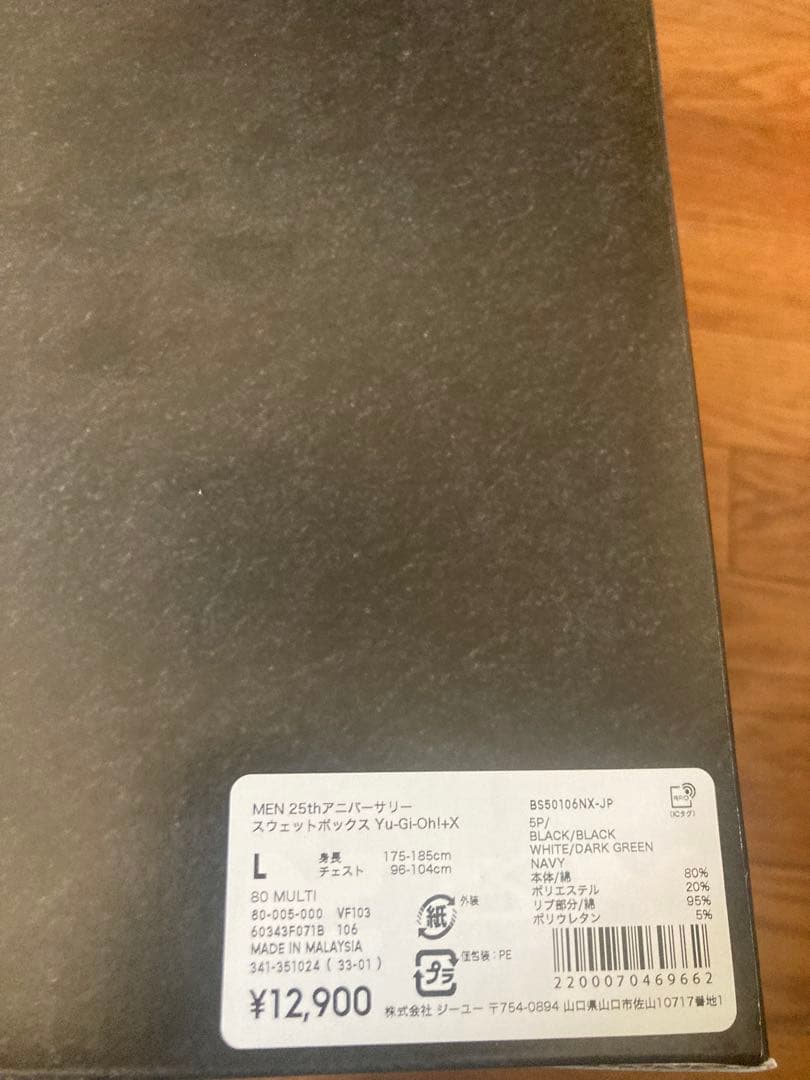 MEN 25thアニバーサリー
スウェットボックス Yu-Gi-Oh!+X
L 身長 175-185cm
チェスト 96-104cm
80 MULTI
80-005-000 VF103
60343F071B 106
MADE IN MALAYSIA
341-351024 ( 33-01 )
¥12,900
BS50106NX-JP
5P/
BLACK/BLACK
WHITE/DARK GREEN
NAVY
本体/綿 80%
ポリエステル 20%
リブ部分/綿 95%
ポリウレタン 5%
RFID
(ICタグ)
紙 外装
プラ 個包装:PE
2200070469662
株式会社 ジーユー 〒754-0894 山口県山口市佐山10717番地1